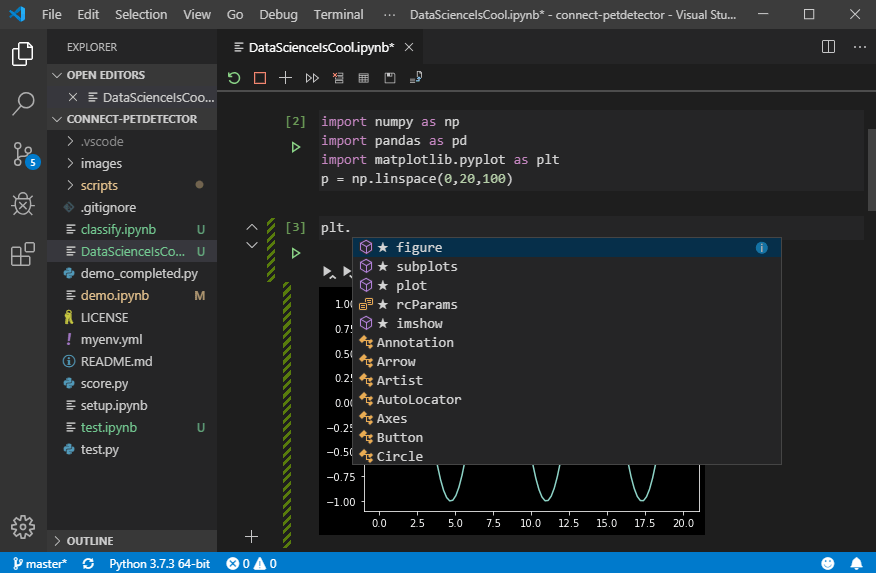 File Edit Selection View Go Debug Terminal ··· DataScienceIsCool.ipynb* - connect-petdetector - Visual Stu...
EXPLORER
DataScienceIsCool.ipynb*
OPEN EDITORS
DataScienceIsCoo...
CONNECT-PETDETECTOR
.vscode
images
scripts
.gitignore
classify.ipynb U
DataScienceIsCo... U
demo_completed.py
demo.ipynb M
LICENSE
myenv.yml
README.md
score.py
setup.ipynb
test.ipynb U
test.py
OUTLINE
5
[2] import numpy as np
import pandas as pd
import matplotlib.pyplot as plt
p = np.linspace(0,20,100)
[3] plt.
★ figure
★ subplots
★ plot
★ rcParams
★ imshow
Annotation
Arrow
Artist
AutoLocator
Axes
Button
Circle
1.00
0.75
0.50
0.25
0.00
−0.25
−0.50
−0.75
−1.00
0.0 2.5 5.0 7.5 10.0 12.5 15.0 17.5 20.0
master* Python 3.7.3 64-bit 0 0